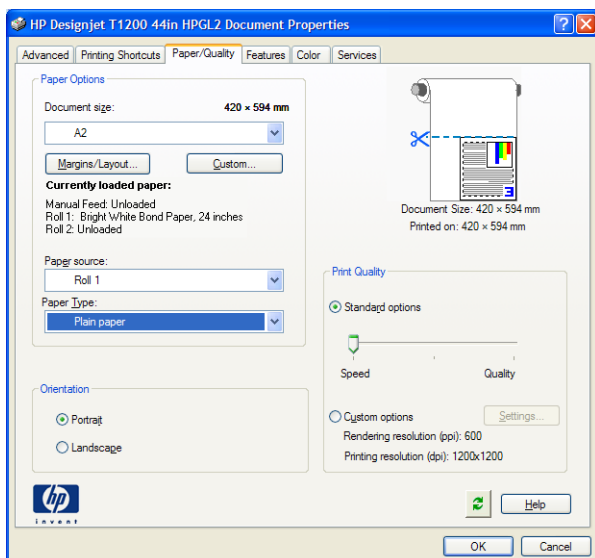 HP Designjet T1200 44in HPGL2 Document Properties
Advanced Printing Shortcuts Paper/Quality Features Color Services
Paper Options
Document size: 420 × 594 mm
A2
Margins/Layout... Custom...
Currently loaded paper:
Manual Feed: Unloaded
Roll 1: Bright White Bond Paper, 24 inches
Roll 2: Unloaded
Paper source:
Roll 1
Paper Type:
Plain paper
Orientation
Portrait
Landscape
hp
invent
3
Document Size: 420 × 594 mm
Printed on: 420 × 594 mm
Print Quality
Standard options
Speed Quality
Custom options Settings...
Rendering resolution (ppi): 600
Printing resolution (dpi): 1200x1200
Help
OK Cancel